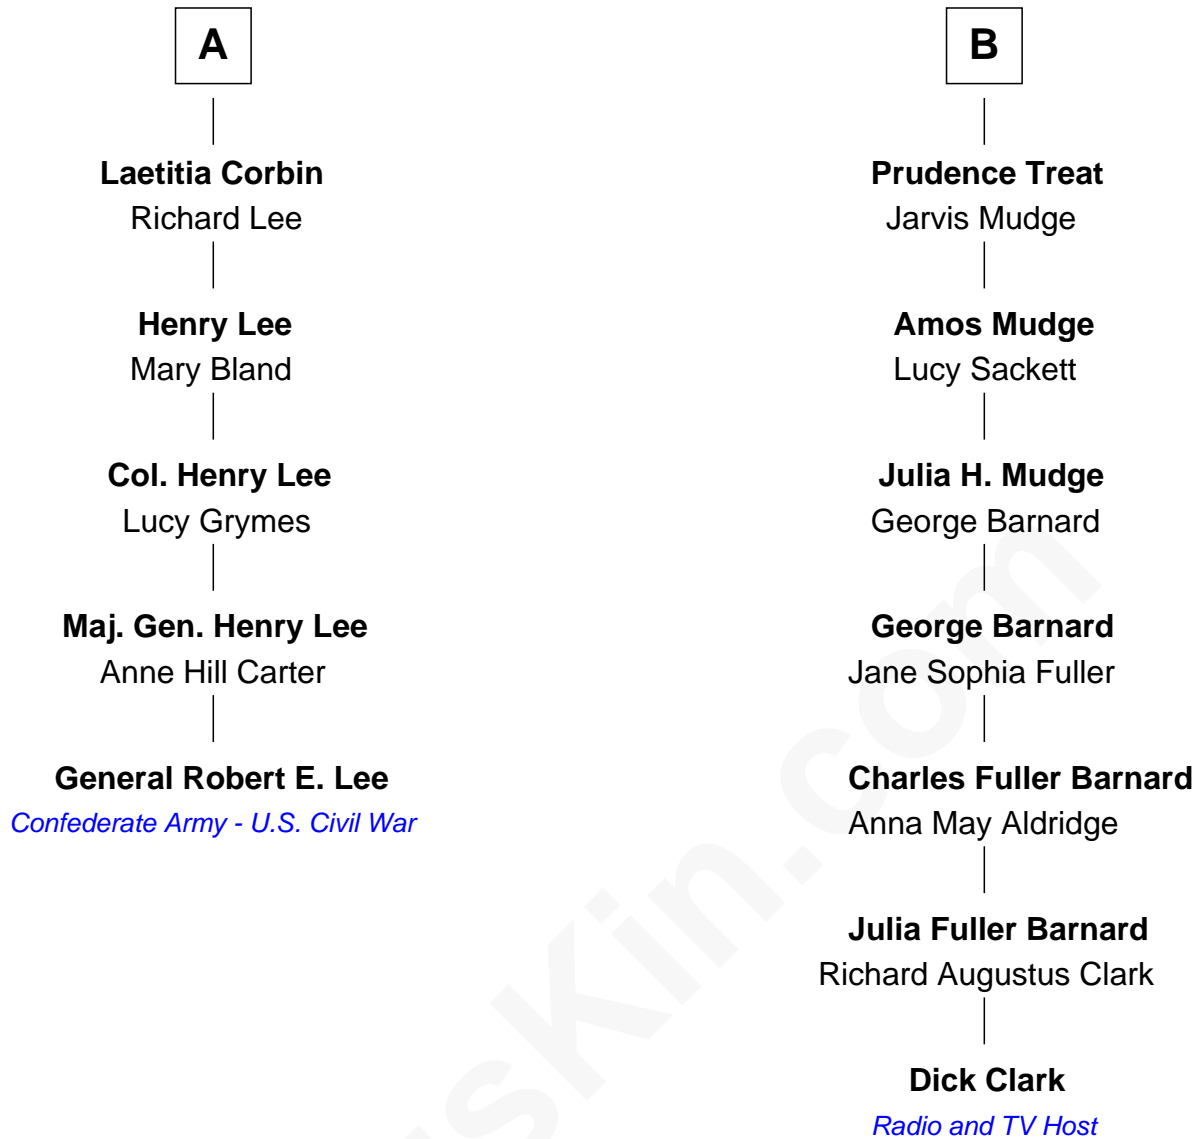 A
Laetitia Corbin
Richard Lee
Henry Lee
Mary Bland
Col. Henry Lee
Lucy Grymes
Maj. Gen. Henry Lee
Anne Hill Carter
General Robert E. Lee
Confederate Army - U.S. Civil War
B
Prudence Treat
Jarvis Mudge
Amos Mudge
Lucy Sackett
Julia H. Mudge
George Barnard
George Barnard
Jane Sophia Fuller
Charles Fuller Barnard
Anna May Aldridge
Julia Fuller Barnard
Richard Augustus Clark
Dick Clark
Radio and TV Host